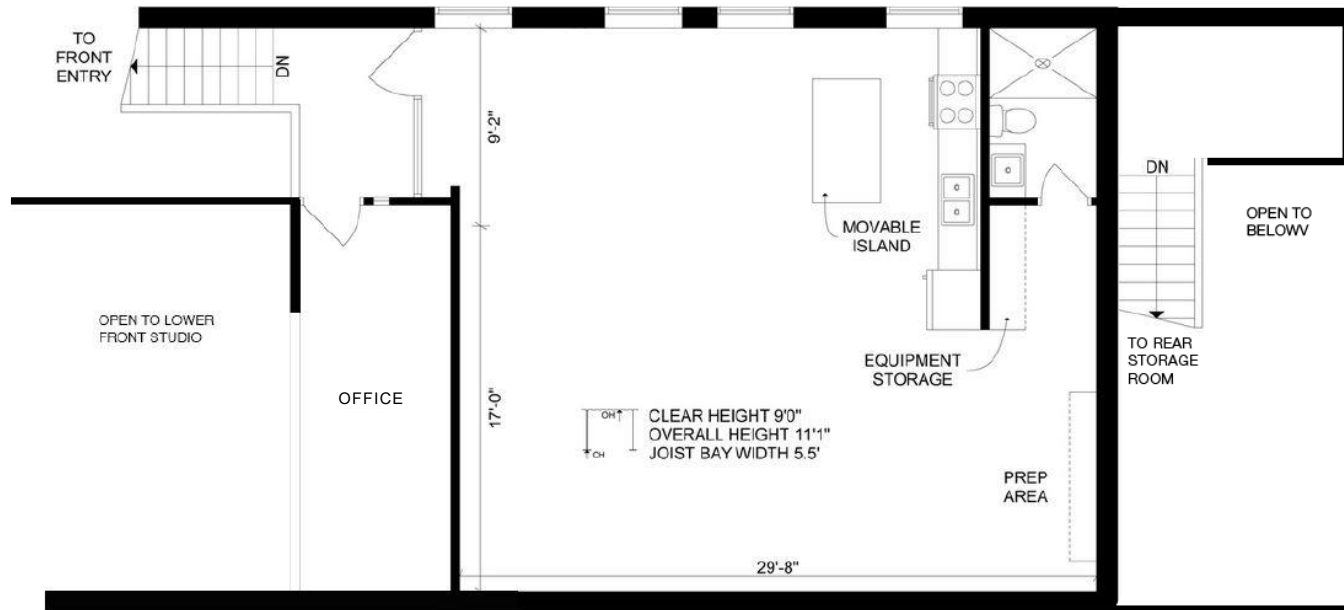 TO
FRONT
ENTRY
DN
9'-2"
MOVABLE
ISLAND
DN
OPEN TO
BELOWV
OPEN TO LOWER
FRONT STUDIO
OFFICE
17'-0"
EQUIPMENT
STORAGE
TO REAR
STORAGE
ROOM
OH
CH
CLEAR HEIGHT 9'0"
OVERALL HEIGHT 11'1"
JOIST BAY WIDTH 5.5'
PREP
AREA
29'-8"